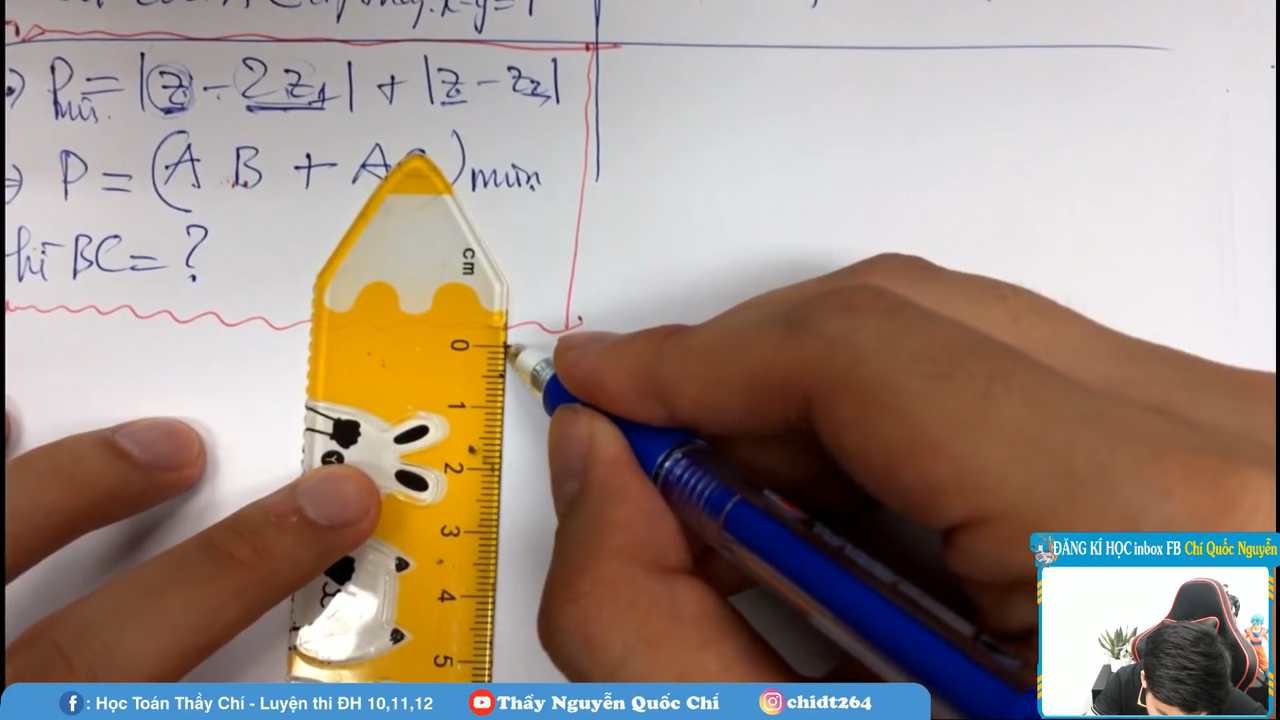 P min = |z - 2z1| + |z - z2|
P = (AB + A )min
BC = ?
cm
0
1
2
3
4
5
ĐĂNG KÍ HỌC inbox FB Chí Quốc Nguyễn
: Học Toán Thầy Chí - Luyện thi ĐH 10,11,12
Thầy Nguyễn Quốc Chí
chidt264